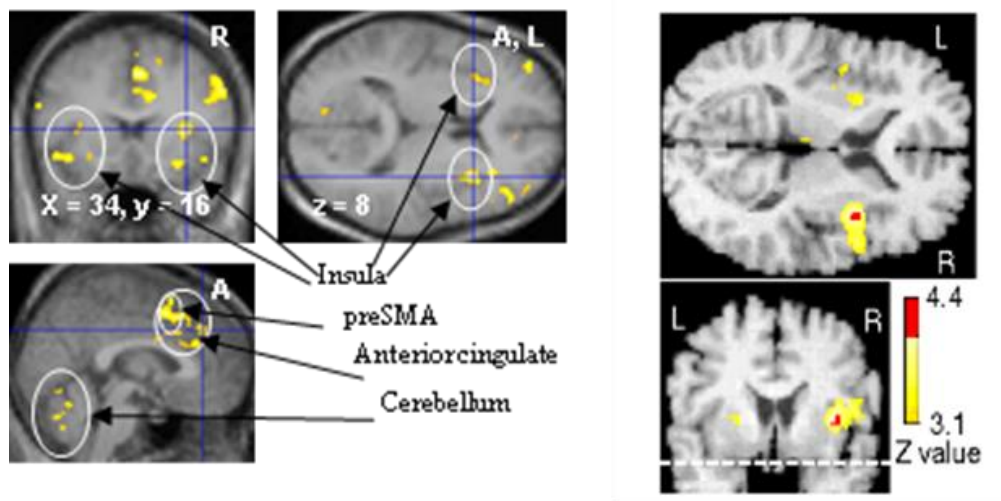 R
A, L
X = 34, y = 16
z = 8
Insula
A
preSMA
Anteriorcingulate
Cerebellum
L
R
L
R
4.4
3.1
Z value